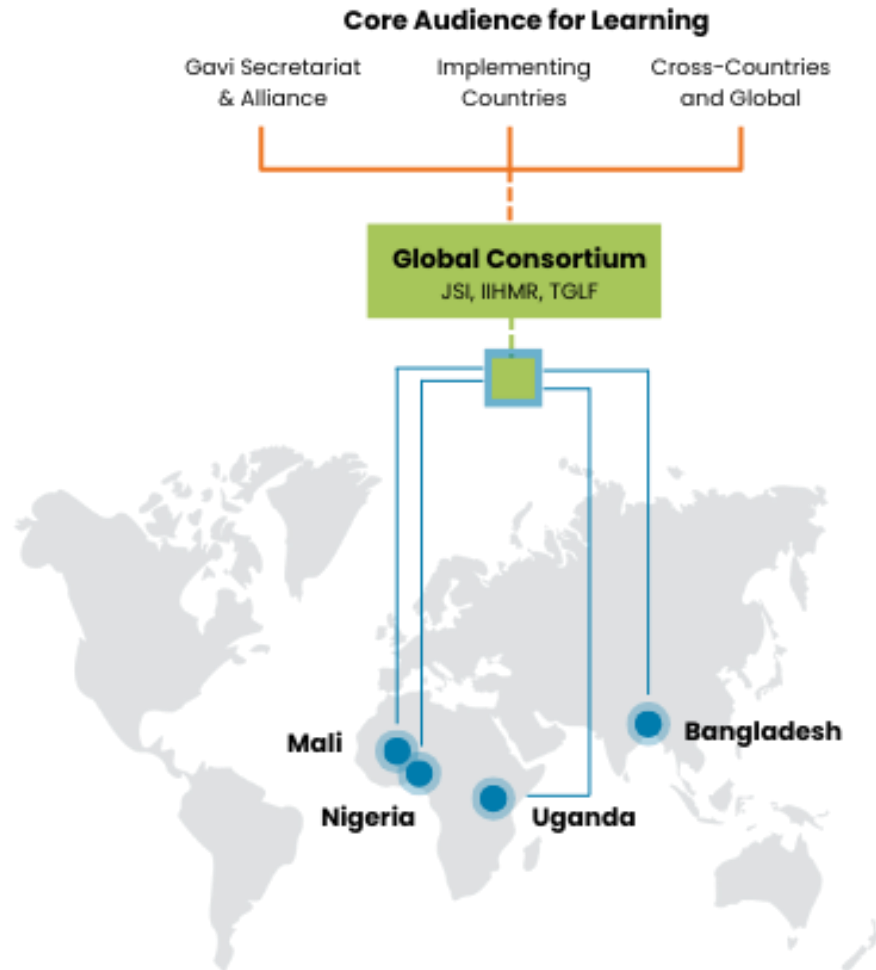 Core Audience for Learning
Gavi Secretariat
& Alliance
Implementing
Countries
Cross-Countries
and Global
Global Consortium
JSI, IIHMR, TGLF
Mali
Bangladesh
Nigeria
Uganda